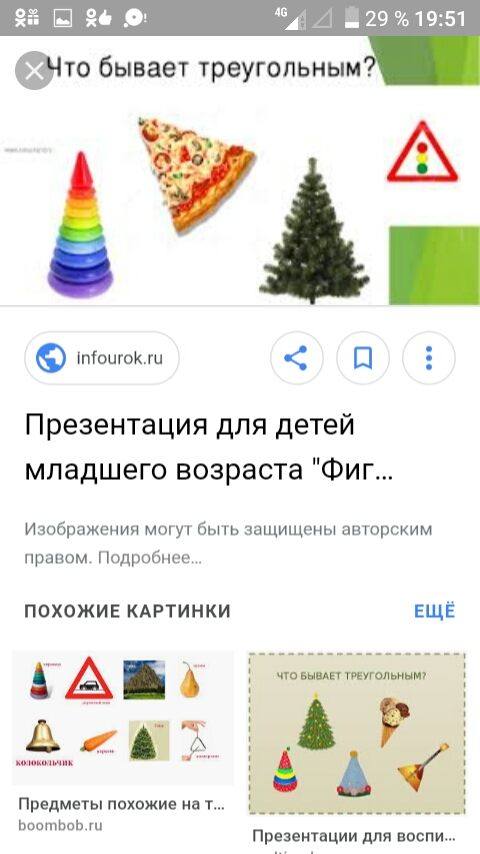 4G 29 % 19:51
Что бывает треугольным?
infourok.ru
Презентация для детей
младшего возраста "Фиг...
Изображения могут быть защищены авторским
правом. Подробнее...
ПОХОЖИЕ КАРТИНКИ
ЕЩЁ
КОЛОКОЛЬЧИК
ЧТО БЫВАЕТ ТРЕУГОЛЬНЫМ?
Предметы похожие на т...
boombob.ru
Презентации для воспи...